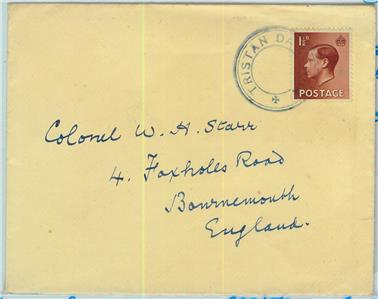 TRISTAN DA
1½D
POSTAGE
Colonel W. H. Starr
4. Foxholes Road
Bournemouth
England.